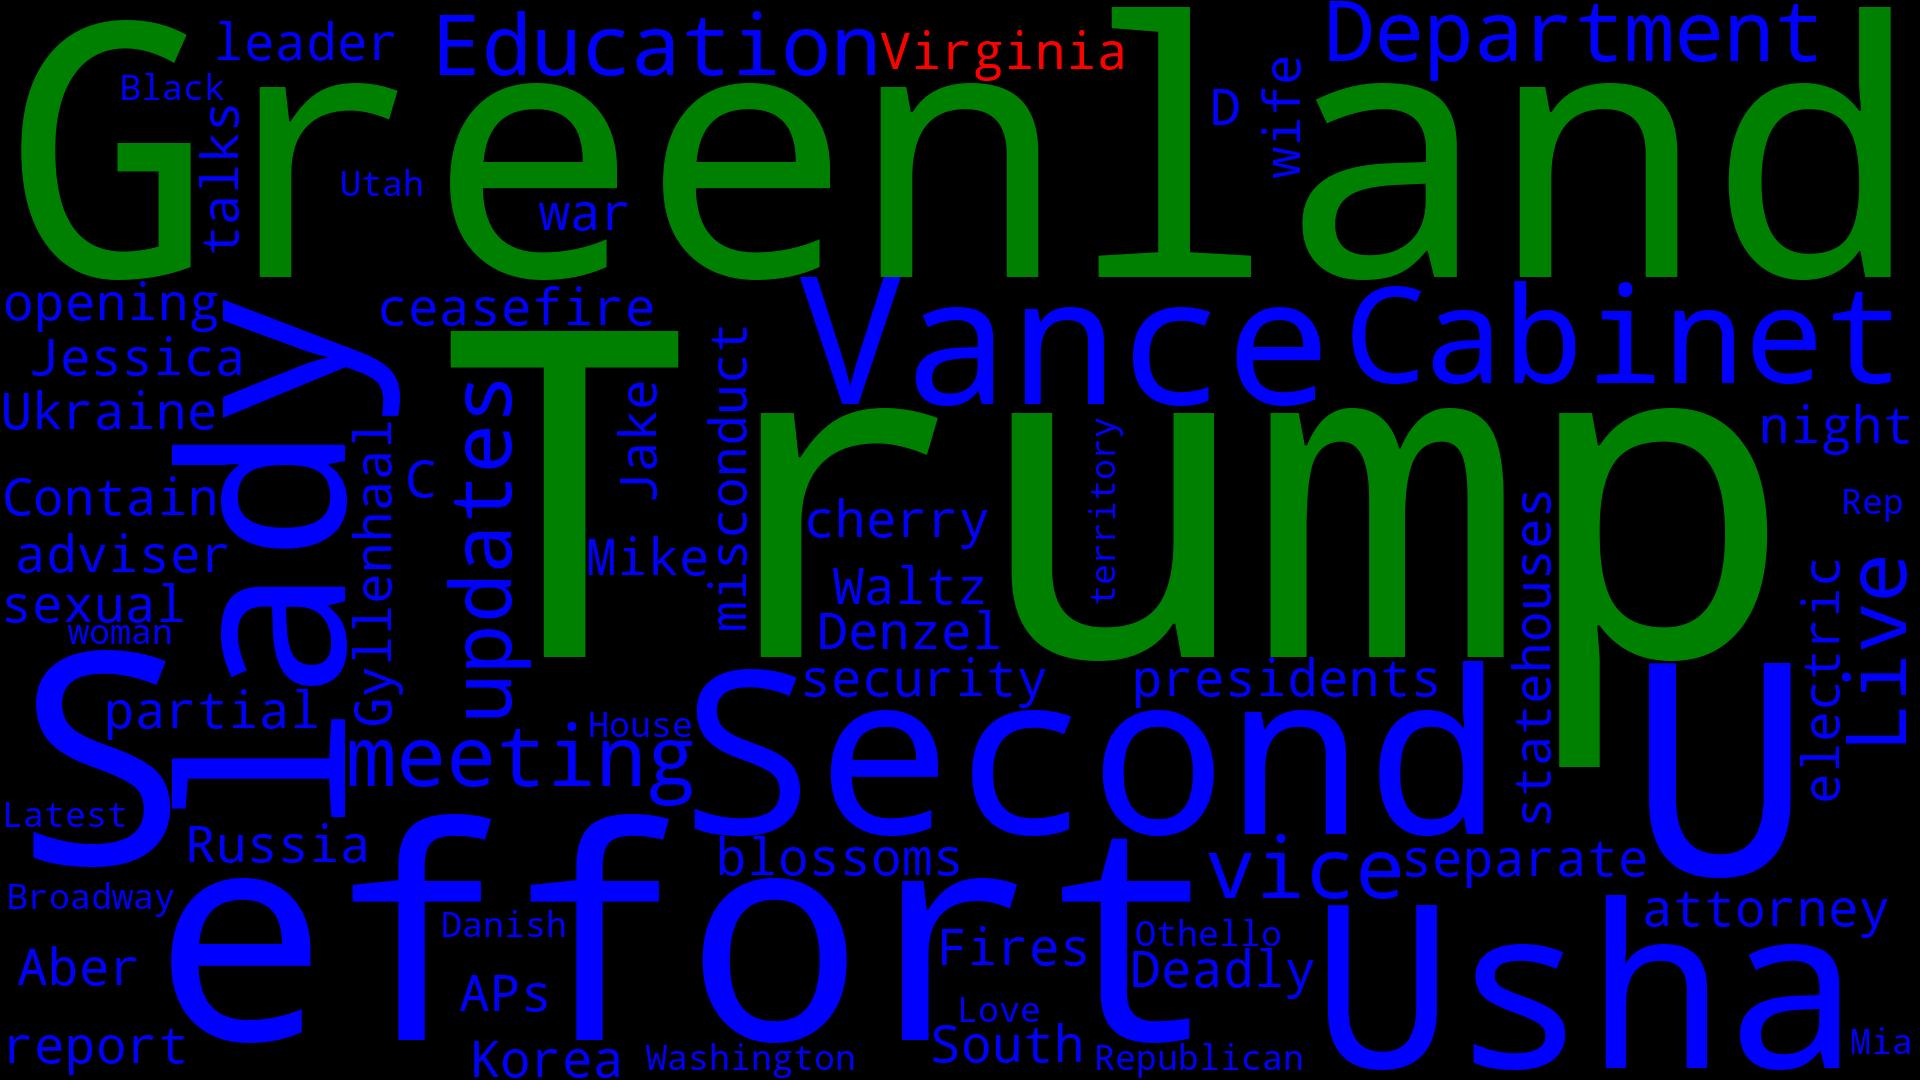 Greenland
leader
Education
Virginia
Department
Black
talks
Utah
war
D
wife
opening
ceasefire
Vance
Cabinet
Jessica
Ukraine
lady
Trump
updates
Jake
misconduct
territory
night
Contain
Gyllenhaal
C
cherry
Rep
adviser
Mike
Waltz
statehouses
electric
Live
sexual
woman
Denzel
S
partial
security
presidents
U
House
meeting
Second
Latest
Russia
effort
blossoms
vice
separate
Broadway
Danish
Othello
Usha
attorney
Aber
APs
Fires
Deadly
Love
report
Korea
Washington
South
Republican
Mia